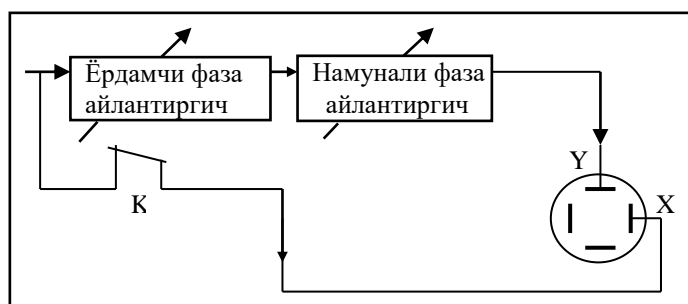 Ёрдамчи фаза
айлантиргич
Намунали фаза
айлантиргич
Y
X
К